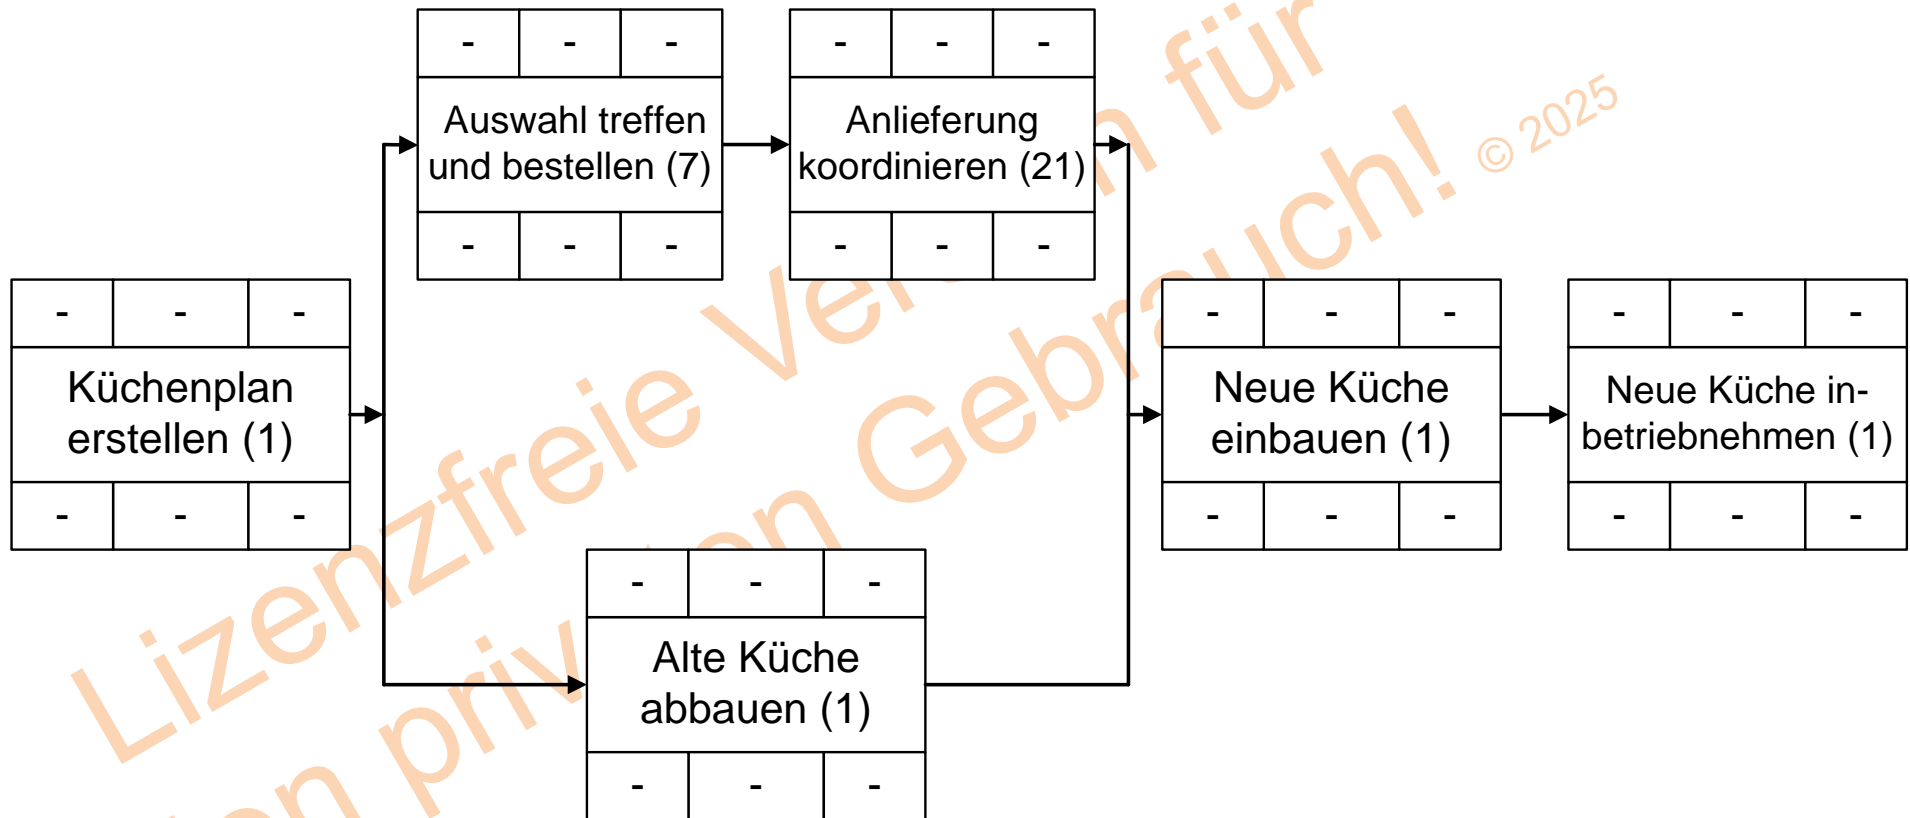 - - -
Auswahl treffen
und bestellen (7)
- - -
- - -
Anlieferung
koordinieren (21)
- - -
- - -
Küchenplan
erstellen (1)
- - -
- - -
Alte Küche
abbauen (1)
- - -
- - -
Neue Küche
einbauen (1)
- - -
- - -
Neue Küche in-
betriebnehmen (1)
- - -
Lizenzfreie für
Gebrauch! © 2025